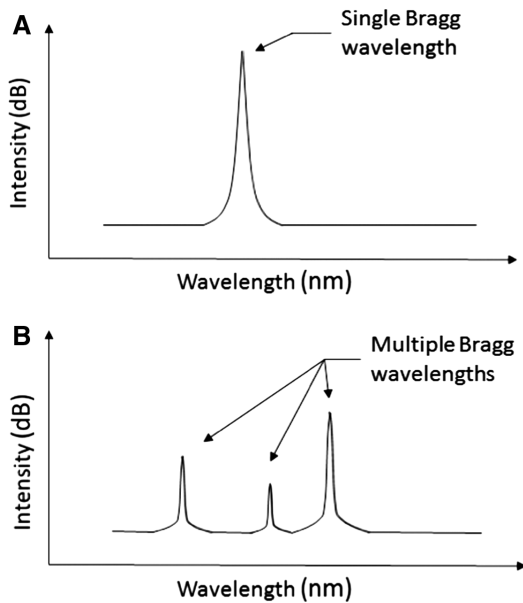 A
Single Bragg
wavelength
Intensity (dB)
Wavelength (nm)
B
Multiple Bragg
wavelengths
Intensity (dB)
Wavelength (nm)